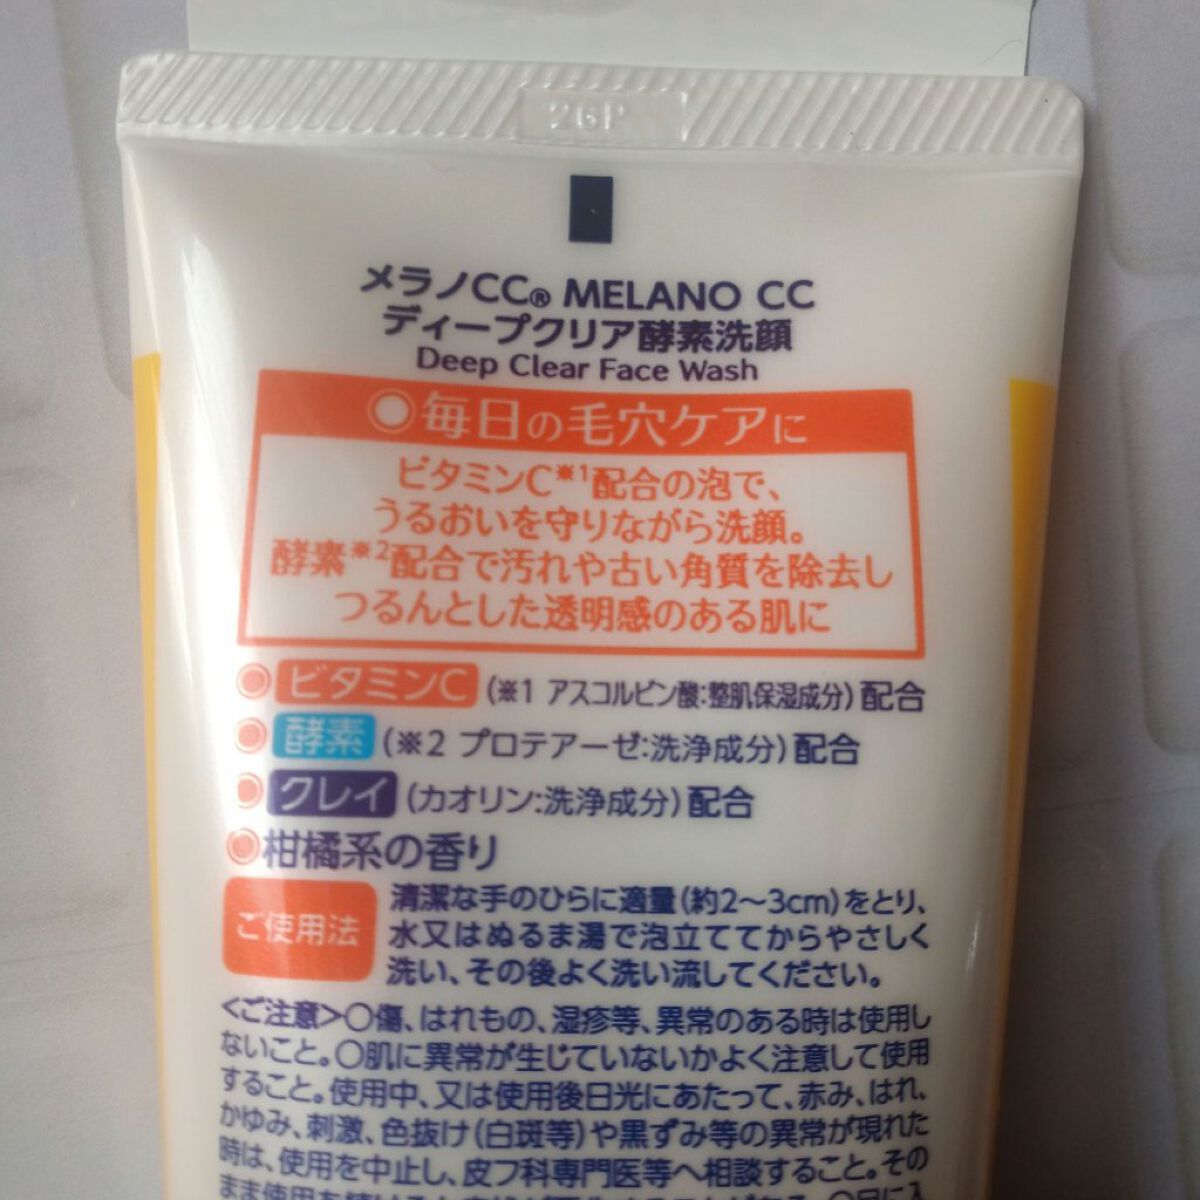 2GP
メラノCC® MELANO CC
ディープクリア酵素洗顔
Deep Clear Face Wash
◎毎日の毛穴ケアに
ビタミンC※1配合の泡で、
うるおいを守りながら洗顔。
酵素※2配合で汚れや古い角質を除去し
つるんとした透明感のある肌に
◎ビタミンC (※1 アスコルビン酸:整肌保湿成分) 配合
◎酵素 (※2 プロテアーゼ:洗浄成分) 配合
◎クレイ (カオリン:洗浄成分) 配合
◎柑橘系の香り
ご使用法
清潔な手のひらに適量(約2〜3cm)をとり、
水又はぬるま湯で泡立ててからやさしく
洗い、その後よく洗い流してください。
<ご注意>〇傷、はれもの、湿疹等、異常のある時は使用し
ないこと。〇肌に異常が生じていないかよく注意して使用
すること。使用中、又は使用後日光にあたって、赤み、はれ、
かゆみ、刺激、色抜け(白斑等)や黒ずみ等の異常が現れた
時は、使用を中止し、皮フ科専門医等へ相談すること。その
まま使用を続けると